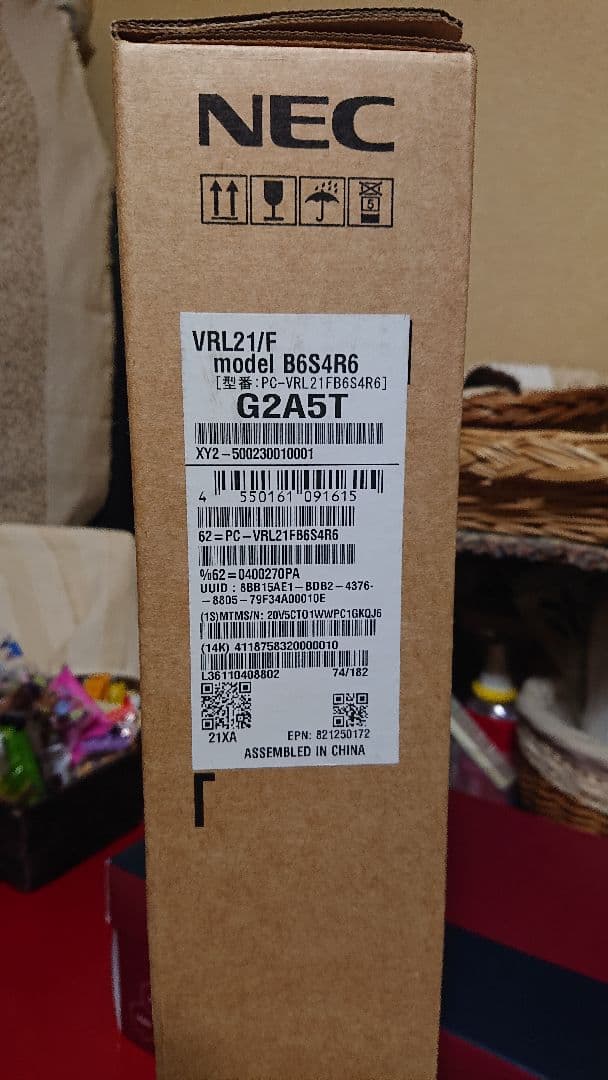 NEC
5
VRL21/F
model B6S4R6
[型番:PC-VRL21FB6S4R6]
G2A5T
XY2-500230010001
4 550161 091615
62=PC-VRL21FB6S4R6
%62=0400270PA
UUID : 8BB15AE1-BDB2-4376-
-8805-79F34A00010E
(1S)MTMS/N: 20V5CTO1WWPC1GKQJ6
(14K) 4118758320000010
L36110408802 74/182
21XA EPN: 821250172
ASSEMBLED IN CHINA